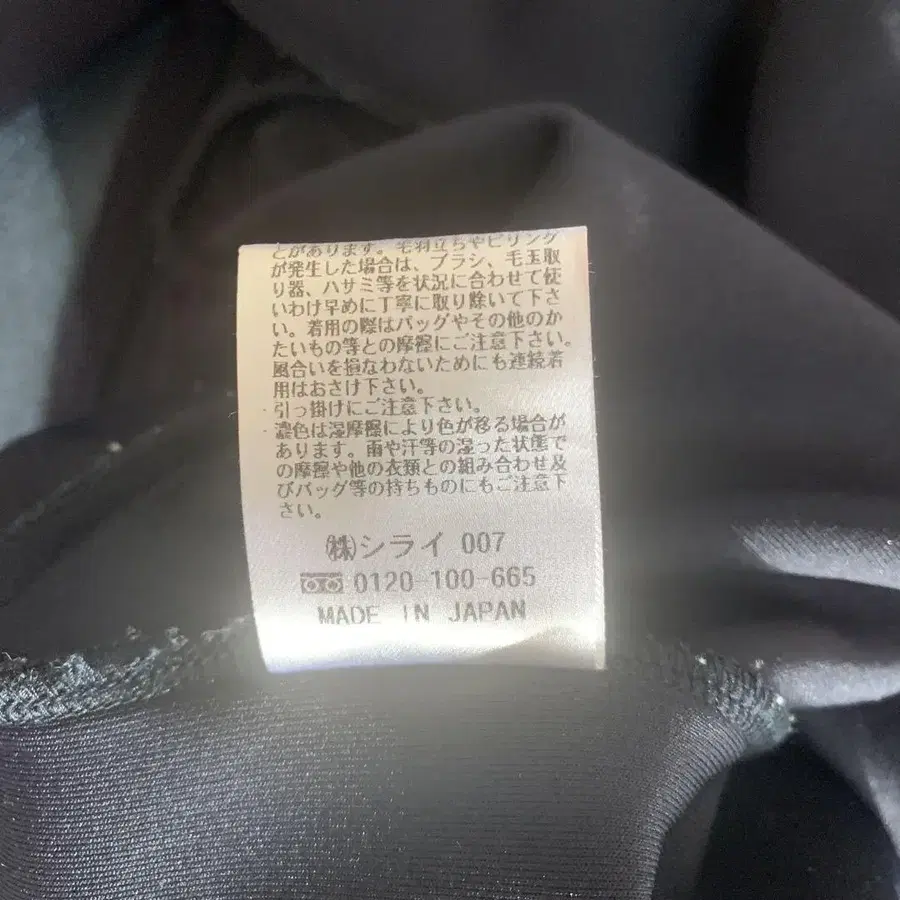 とがあります。毛羽立ちやピリング
が発生した場合は、ブラシ、毛玉取
り器、ハサミ等を状況に合わせて使
いわけ早めに丁寧に取り除いて下さ
い。着用の際はバッグやその他のか
たいもの等との摩擦にご注意下さい。
風合いを損なわないためにも連続着
用はおさけ下さい。
・引っ掛けにご注意下さい。
・濃色は湿摩擦により色が移る場合が
あります。雨や汗等の湿った状態で
の摩擦や他の衣類との組み合わせ及
びバッグ等の持ちものにもご注意下
さい。
㈱シライ 007
0120-100-665
MADE IN JAPAN